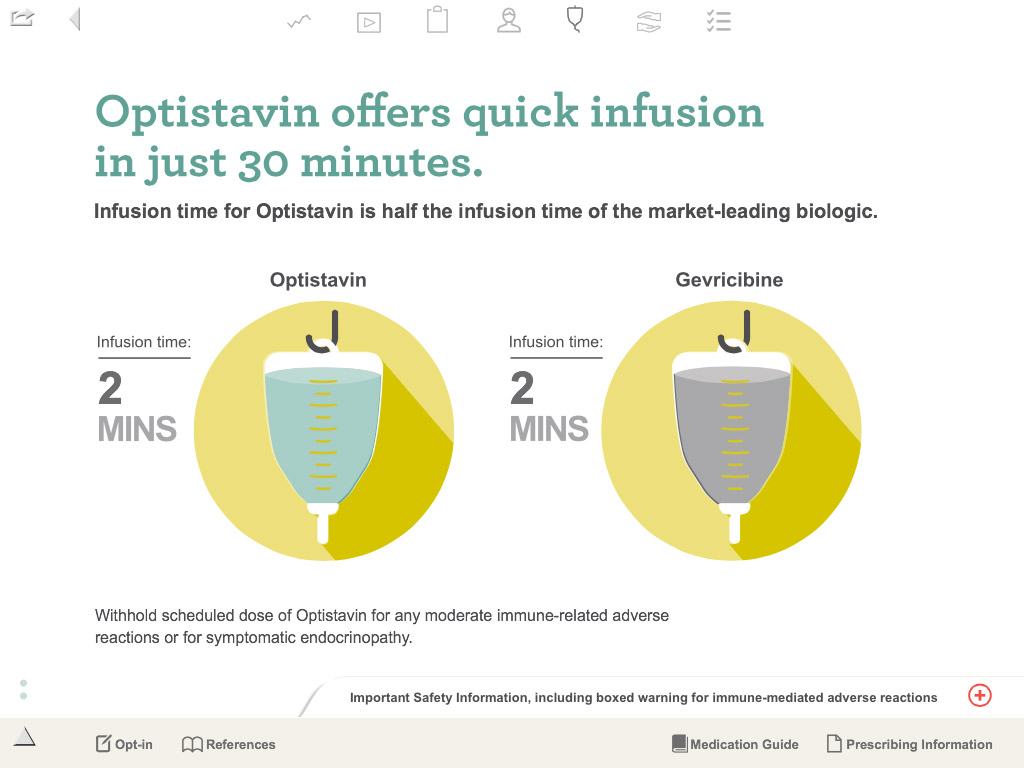 Optistavin offers quick infusion
in just 30 minutes.
Infusion time for Optistavin is half the infusion time of the market-leading biologic.
Optistavin
Infusion time:
2
MINS
Gevricibine
Infusion time:
2
MINS
Withhold scheduled dose of Optistavin for any moderate immune-related adverse
reactions or for symptomatic endocrinopathy.
Important Safety Information, including boxed warning for immune-mediated adverse reactions
Opt-in
References
Medication Guide
Prescribing Information